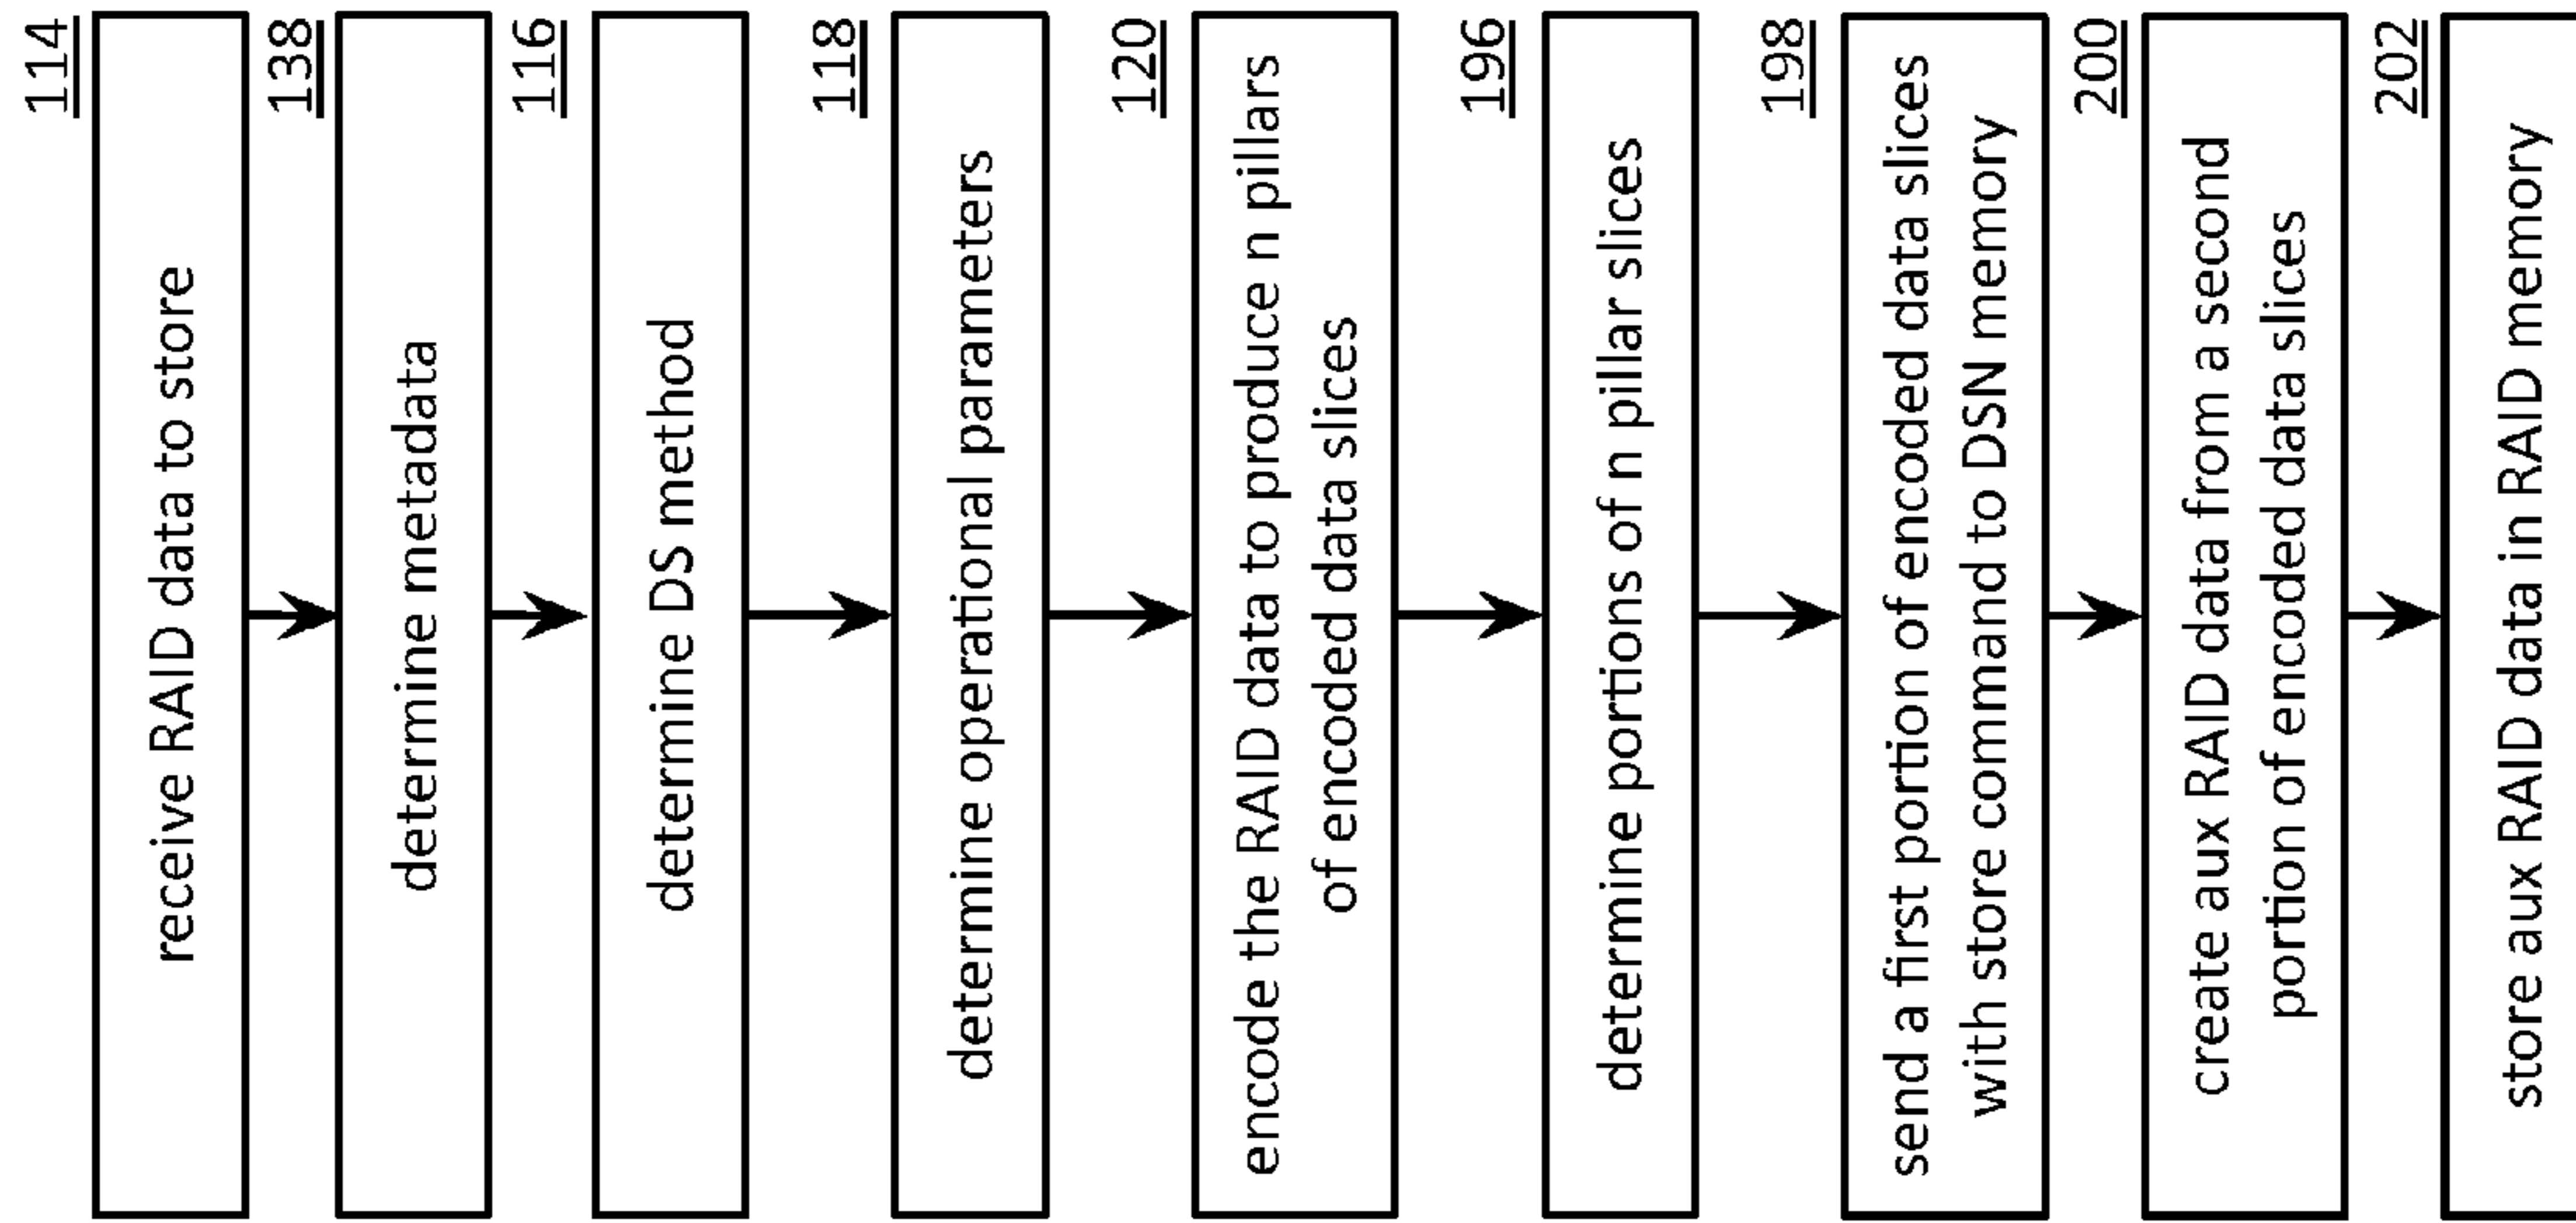 114
receive RAID data to store
138
determine metadata
116
determine DS method
118
determine operational parameters
120
encode the RAID data to produce n pillars
of encoded data slices
196
determine portions of n pillar slices
198
send a first portion of encoded data slices
with store command and to DSN memory
200
create aux RAID data from a second
portion of encoded data slices
202
store aux RAID data in RAID memory